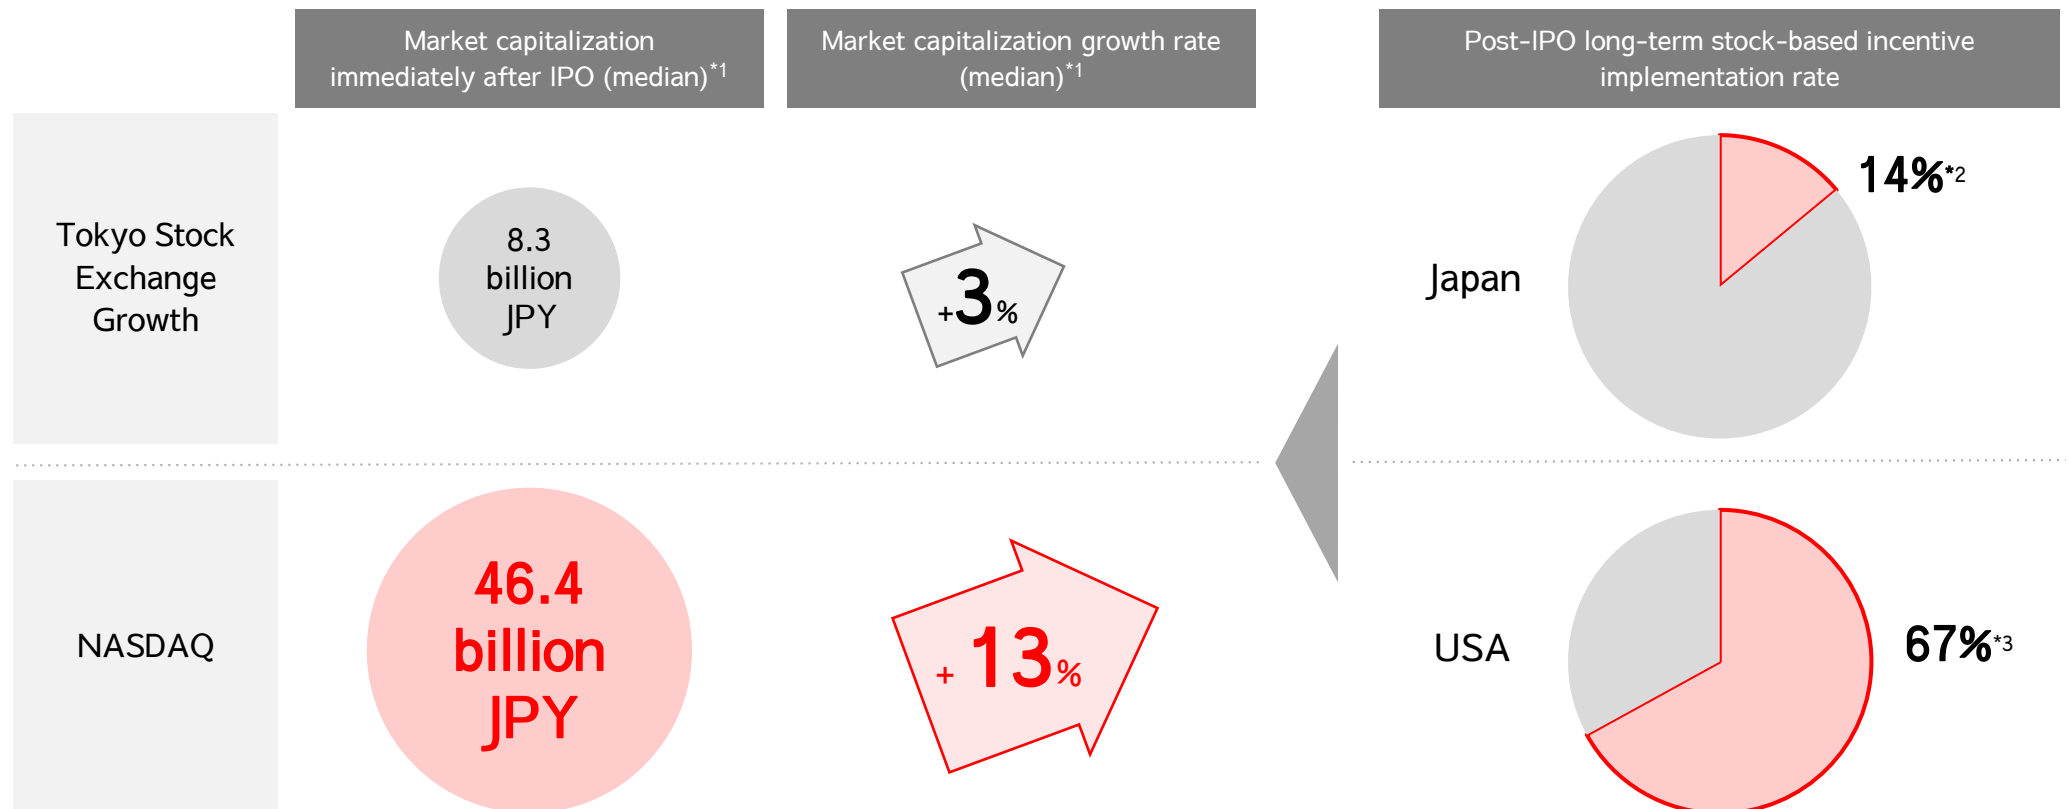 Market capitalization
immediately after IPO (median)*1
Market capitalization growth rate
(median)*1
Post-IPO long-term stock-based incentive
implementation rate
Tokyo Stock
Exchange
Growth
8.3
billion
JPY
+3%
Japan
14%*2
NASDAQ
46.4
billion
JPY
+ 13%
USA
67%*3